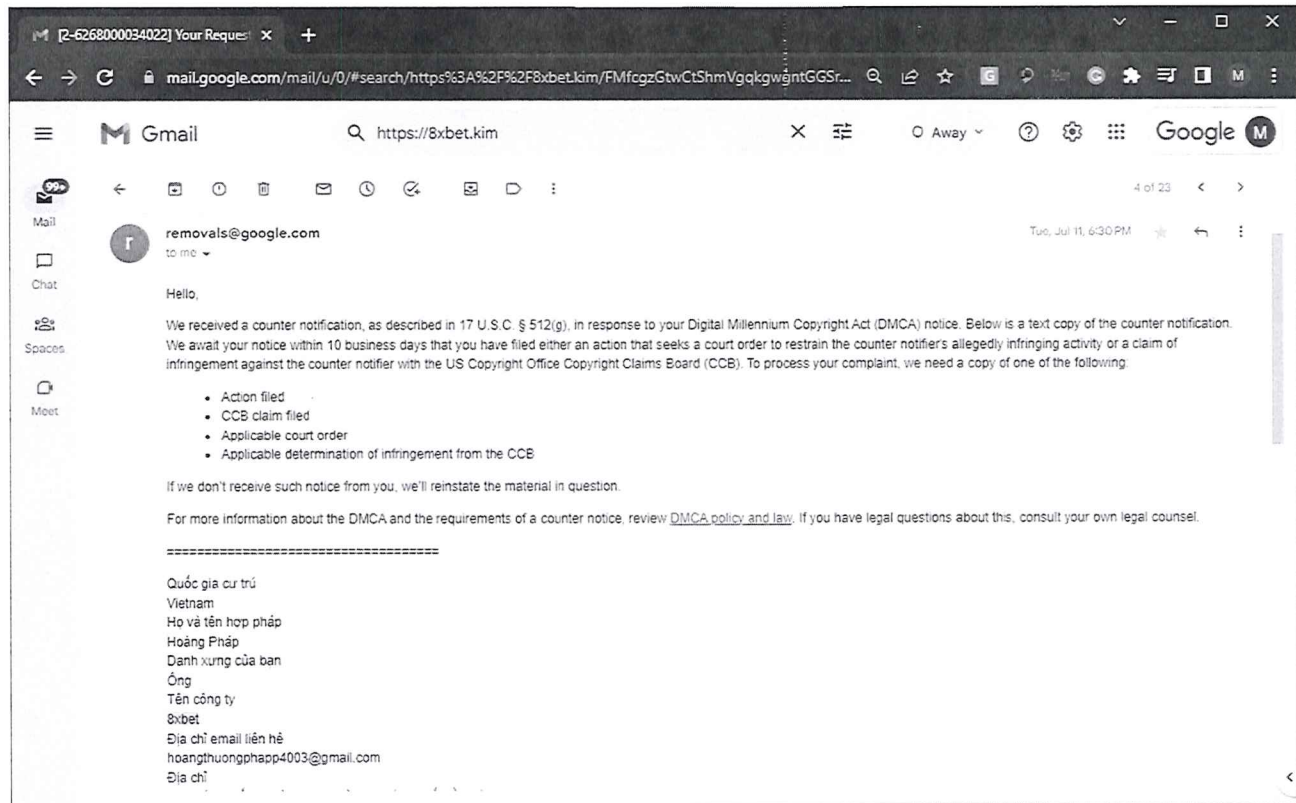 [2-6268000034022] Your Reques
mail.google.com/mail/u/0/#search/https%3A%2F%2F8xbet.kim/FMfcgzGtwCtShmVgqkgwgntGGSr...
Gmail
https://8xbet.kim
Away
Google
M
99+
Mail
Chat
Spaces
Meet
4 of 23
r
removals@google.com
to me
Tue, Jul 11, 6:30 PM
Hello,
We received a counter notification, as described in 17 U.S.C. § 512(g), in response to your Digital Millennium Copyright Act (DMCA) notice. Below is a text copy of the counter notification.
We await your notice within 10 business days that you have filed either an action that seeks a court order to restrain the counter notifier's allegedly infringing activity or a claim of
infringement against the counter notifier with the US Copyright Office Copyright Claims Board (CCB). To process your complaint, we need a copy of one of the following:
• Action filed
• CCB claim filed
• Applicable court order
• Applicable determination of infringement from the CCB
If we don't receive such notice from you, we'll reinstate the material in question.
For more information about the DMCA and the requirements of a counter notice, review DMCA policy and law. If you have legal questions about this, consult your own legal counsel.
====================================
Quốc gia cư trú
Vietnam
Họ và tên hợp pháp
Hoàng Pháp
Danh xưng của bạn
Ông
Tên công ty
8xbet
Địa chỉ email liên hệ
hoangthuongphapp4003@gmail.com
Địa chỉ